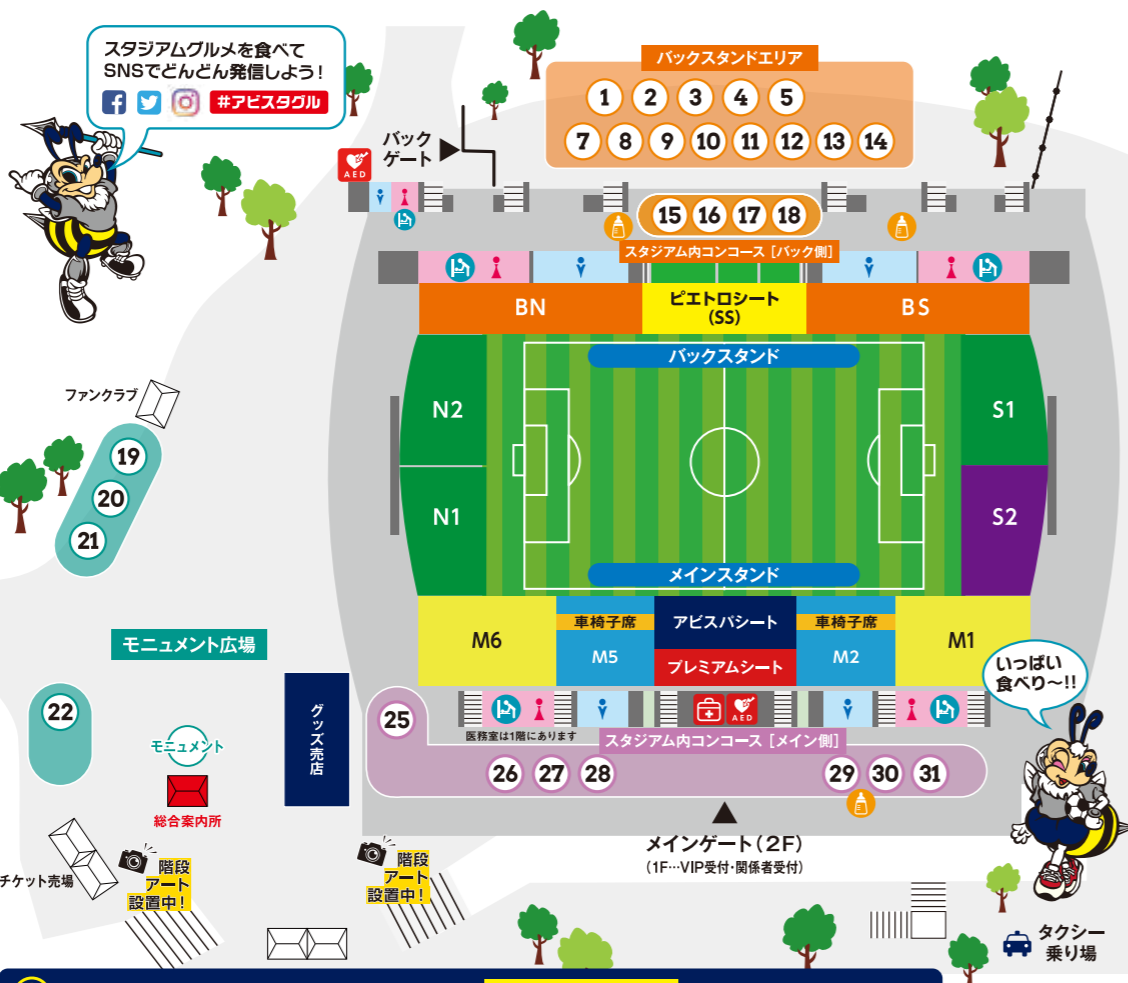 スタジアムグルメを食べて
SNSでどんどん発信しよう!
#アビスタグル
バックスタンドエリア
1 2 3 4 5
7 8 9 10 11 12 13 14
バック
ゲート
AED
15 16 17 18
スタジアム内コンコース[バック側]
BN
ピエトロシート
(SS)
BS
バックスタンド
ファンクラブ
N2
S1
19
20
21
N1
S2
メインスタンド
M6
車椅子席
M5
アビスパシート
プレミアムシート
車椅子席
M2
M1
いっぱい
食べり〜!!
モニュメント広場
22
モニュメント
総合案内所
グッズ売店
25
医務室は1階にあります
AED
スタジアム内コンコース[メイン側]
26 27 28
29 30 31
メインゲート(2F)
(1F…VIP受付・関係者受付)
チケット売場
階段
アート
設置中!
階段
アート
設置中!
タクシー
乗り場